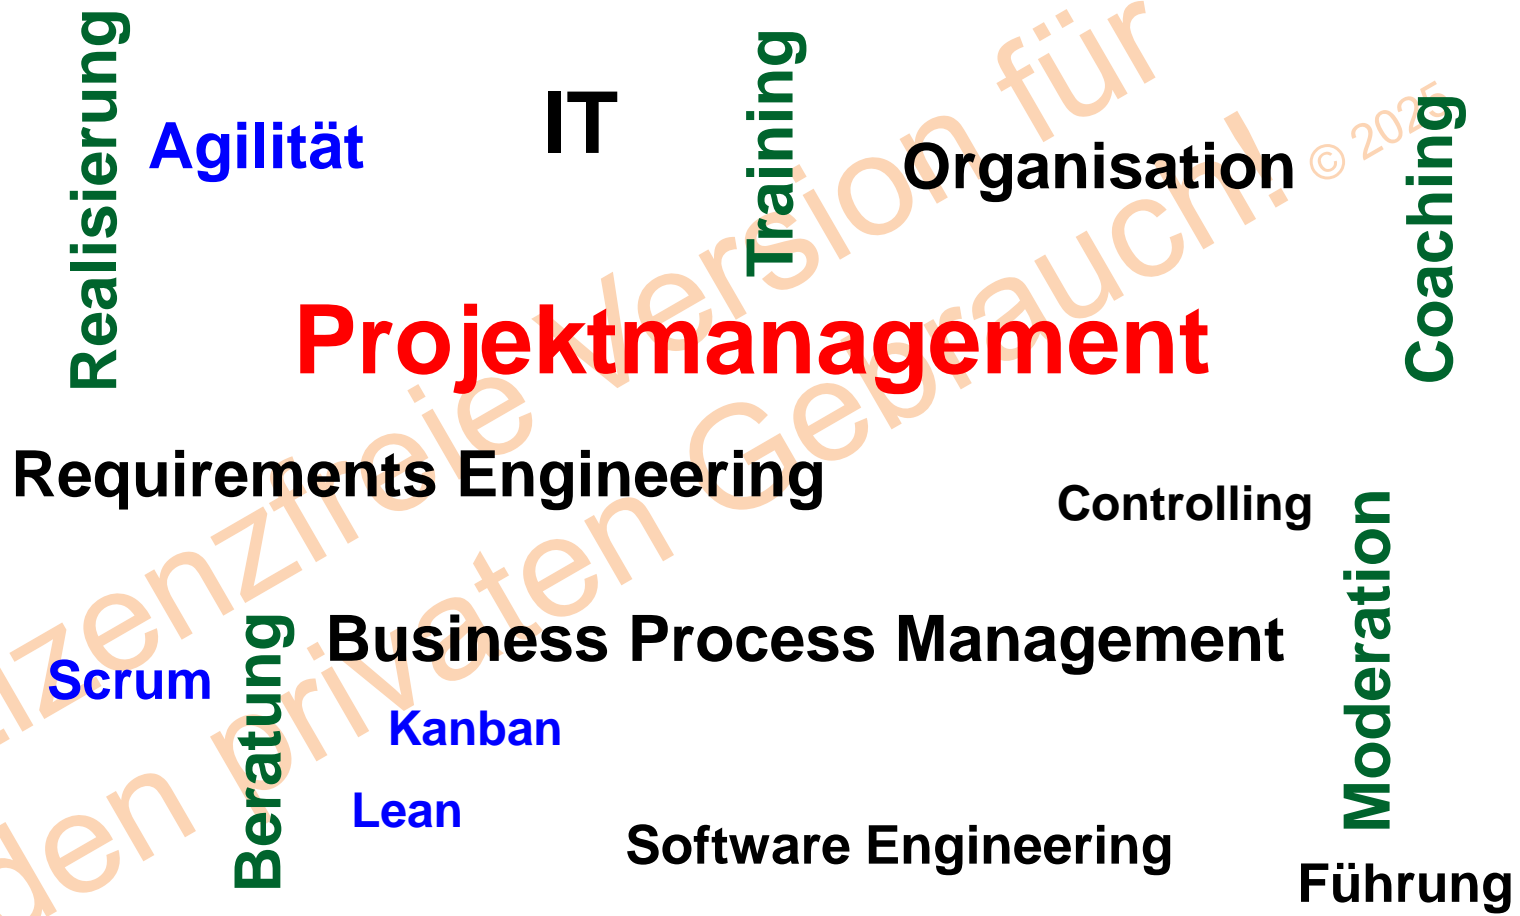 Realisierung
Agilität
IT
Training
Organisation
Coaching
© 2025
Projektmanagement
Requirements Engineering
Controlling
Moderation
Business Process Management
Scrum
Beratung
Kanban
Lean
Software Engineering
Führung
lizenzfreie Version für
den privaten Gebrauch!